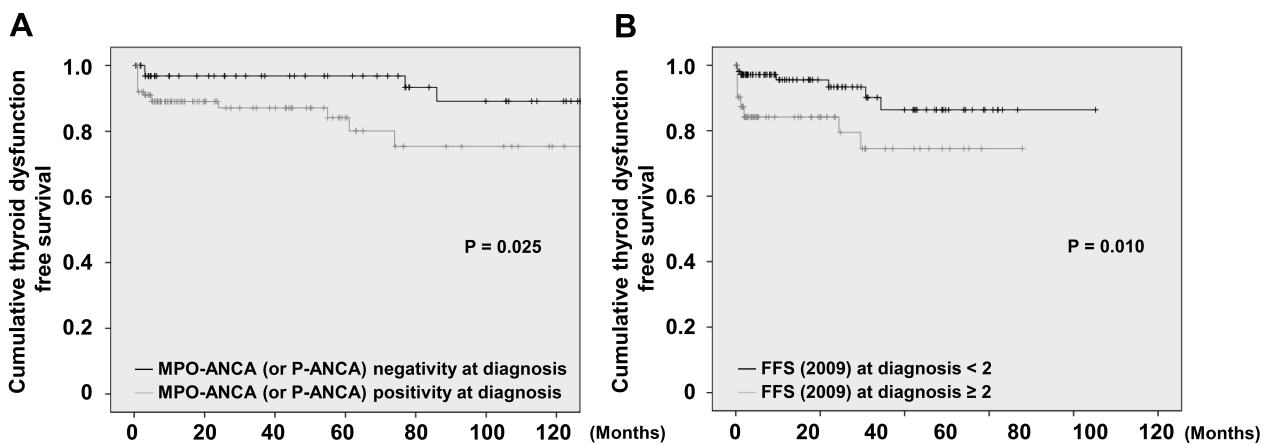 A
Cumulative thyroid dysfunction
free survival
1.0
0.8
0.6
0.4
0.2
0
P = 0.025
MPO-ANCA (or P-ANCA) negativity at diagnosis
MPO-ANCA (or P-ANCA) positivity at diagnosis
0 20 40 60 80 100 120 (Months)
B
Cumulative thyroid dysfunction
free survival
1.0
0.8
0.6
0.4
0.2
0
P = 0.010
FFS (2009) at diagnosis < 2
FFS (2009) at diagnosis ≥ 2
0 20 40 60 80 100 120 (Months)